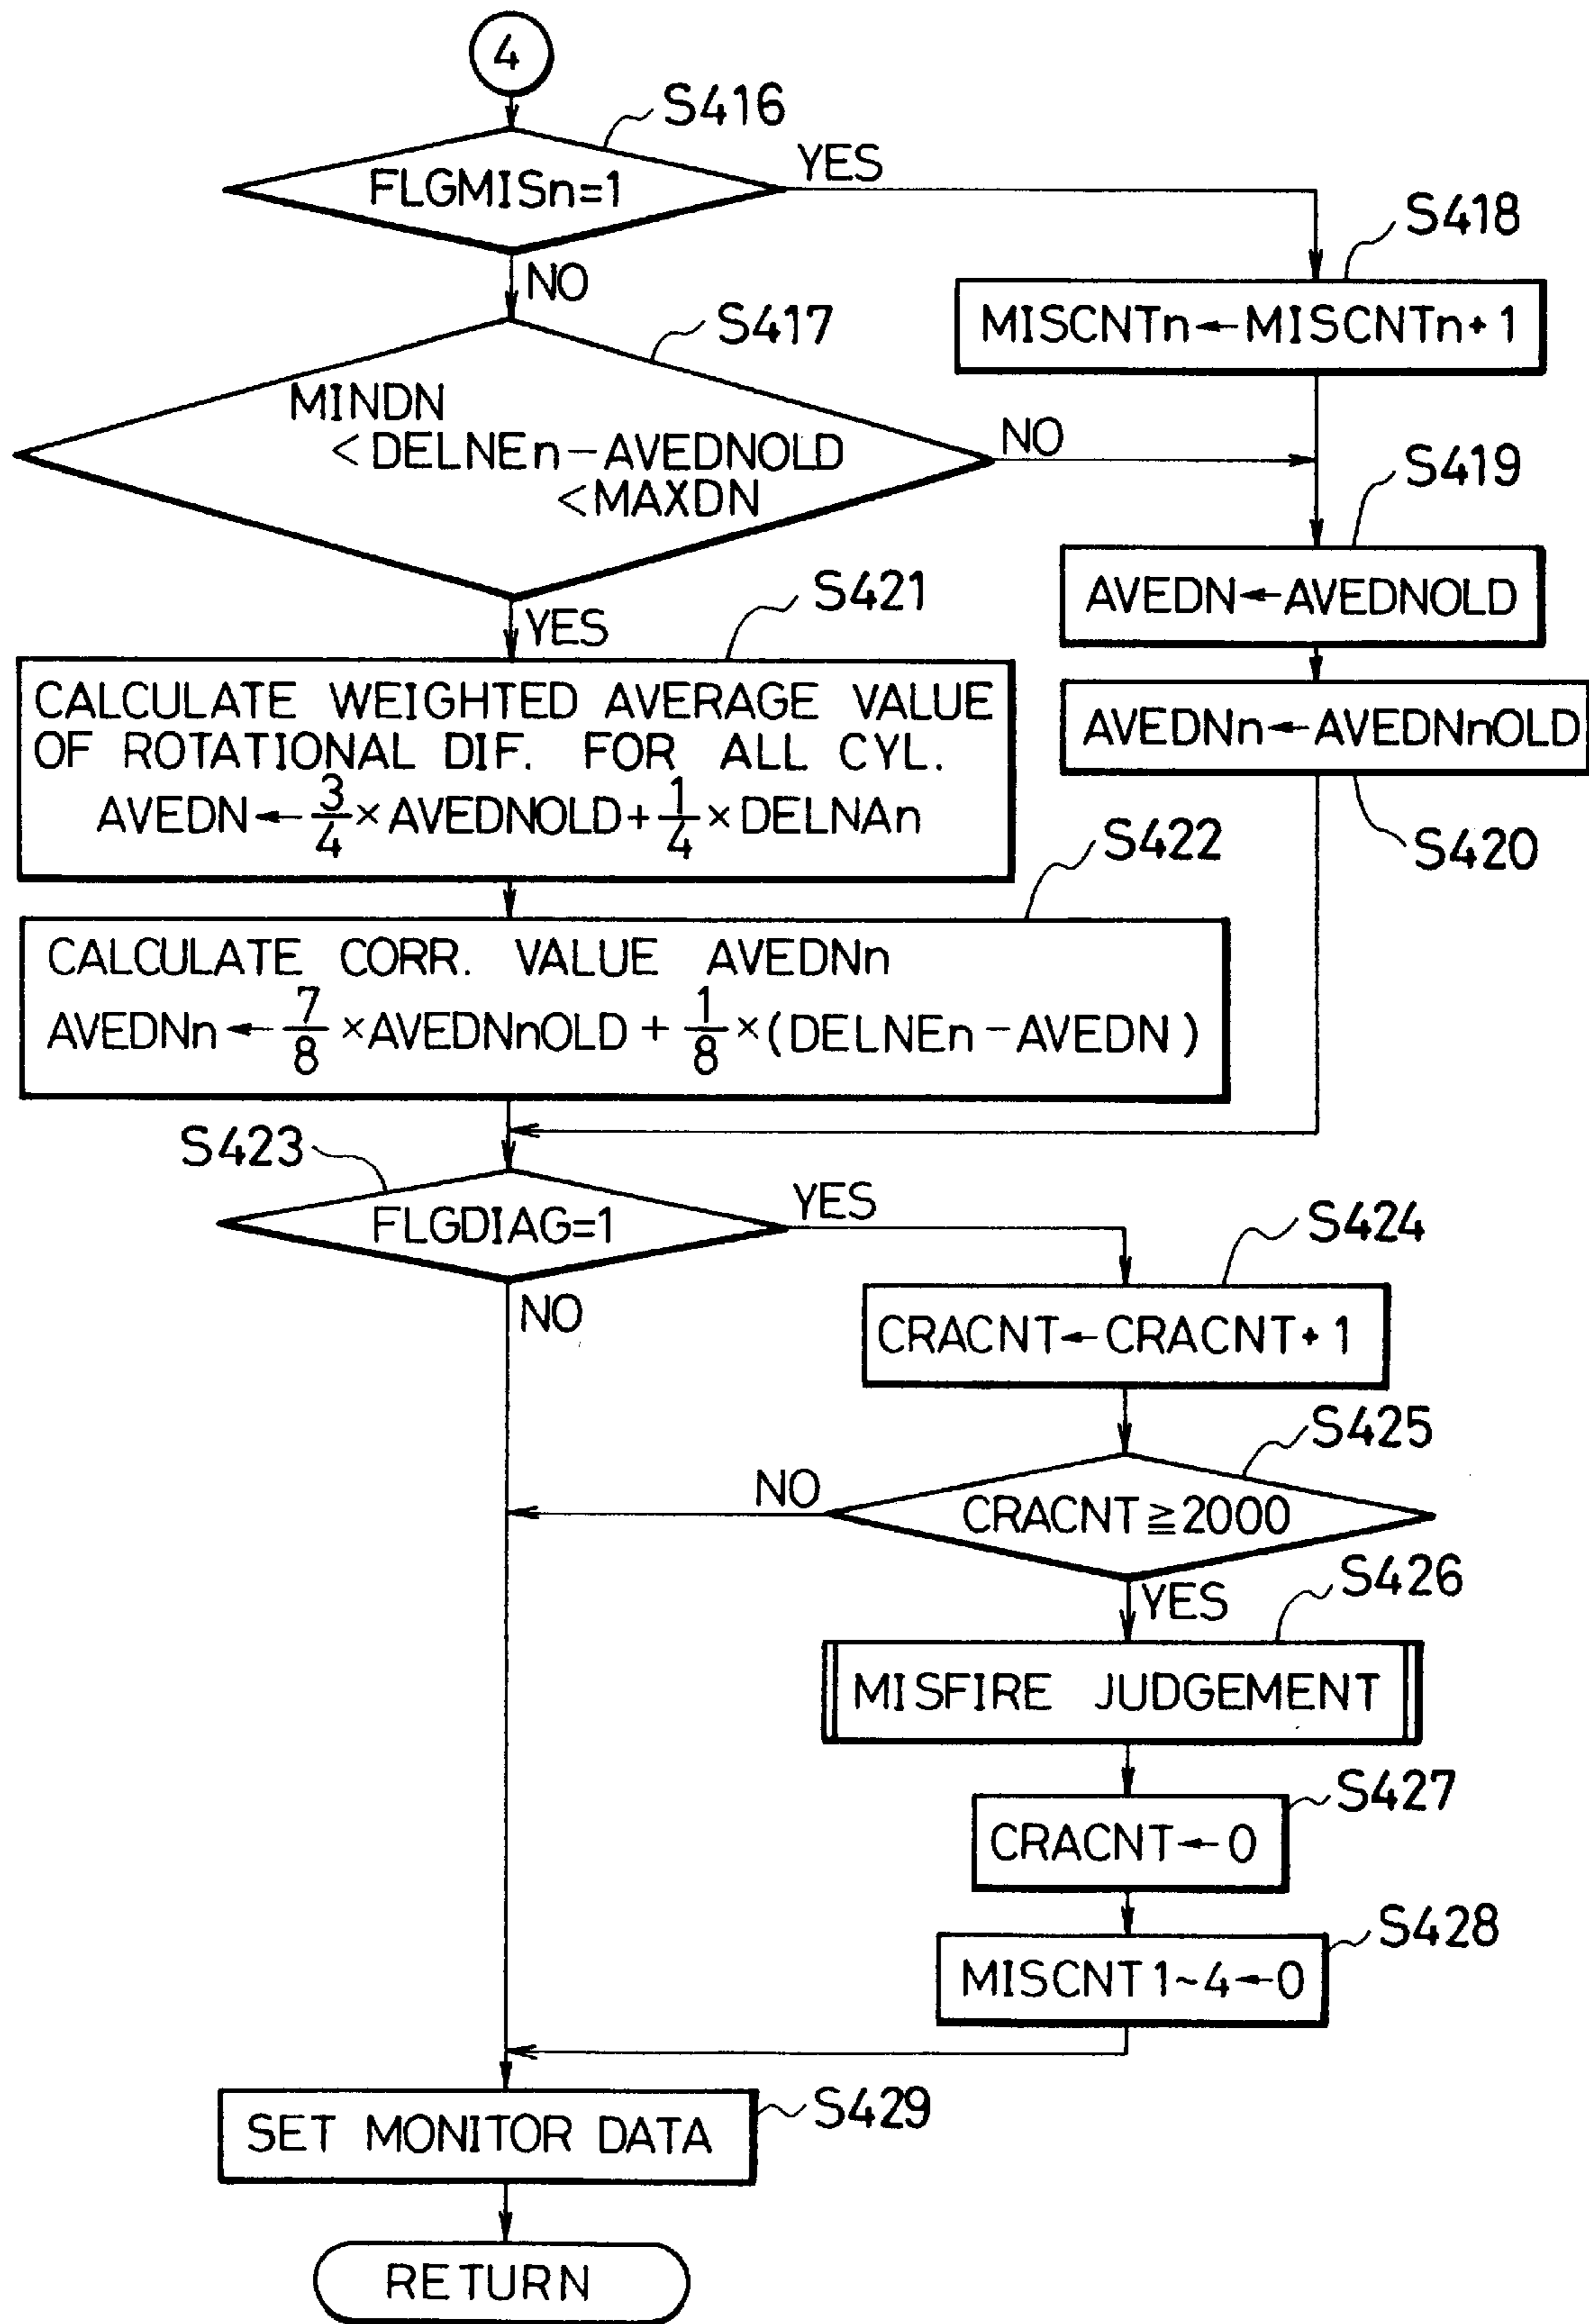 4
S416
FLGMISn=1
YES
NO
S418
MISCNTn←MISCNTn+1
S417
MINDN
<DELNEn-AVEDNOLD
<MAXDN
NO
YES
S419
AVEDN←AVEDNOLD
AVEDNn←AVEDNnOLD
S420
S421
CALCULATE WEIGHTED AVERAGE VALUE
OF ROTATIONAL DIF. FOR ALL CYL.
AVEDN←3/4×AVEDNOLD+1/4×DELNAn
S422
CALCULATE CORR. VALUE AVEDNn
AVEDNn←7/8×AVEDNnOLD+1/8×(DELNEn-AVEDN)
S423
FLGDIAG=1
YES
NO
S424
CRACNT←CRACNT+1
S425
CRACNT≧2000
NO
YES
S426
MISFIRE JUDGEMENT
S427
CRACNT←0
S428
MISCNT1~4←0
SET MONITOR DATA
S429
RETURN